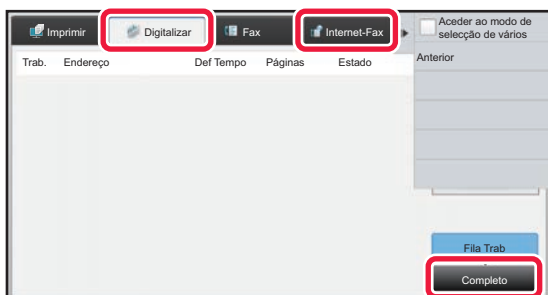 Imprimir Digitalizar Fax Internet-Fax
Aceder ao modo de
selecção de vários
Trab. Endereço Def Tempo Páginas Estado
Anterior
Fila Trab
Completo